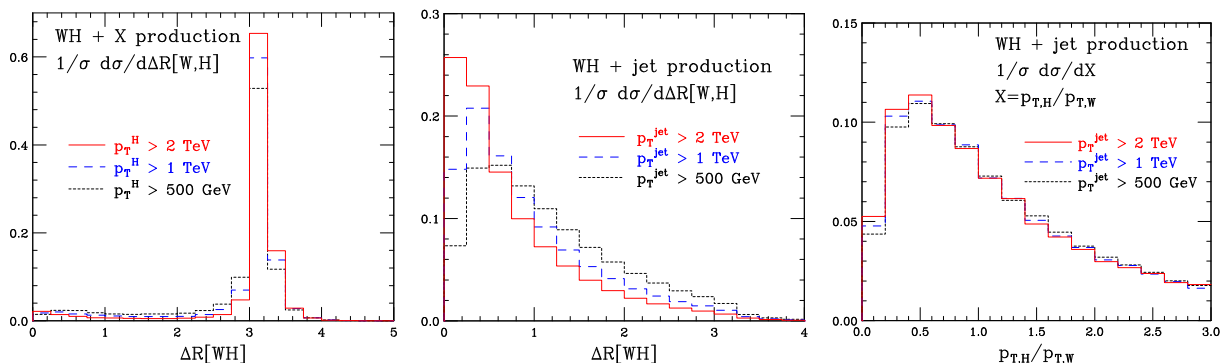 WH + X production
1/σ dσ/dΔR[W,H]
p_T^H > 2 TeV
p_T^H > 1 TeV
p_T^H > 500 GeV
0.6
0.4
0.2
0.0
0 1 2 3 4 5
ΔR[WH]
WH + jet production
1/σ dσ/dΔR[W,H]
p_T^jet > 2 TeV
p_T^jet > 1 TeV
p_T^jet > 500 GeV
0.3
0.2
0.1
0.0
0 1 2 3 4
ΔR[WH]
WH + jet production
1/σ dσ/dX
X=p_T,H/p_T,W
p_T^jet > 2 TeV
p_T^jet > 1 TeV
p_T^jet > 500 GeV
0.15
0.10
0.05
0.00
0.0 0.5 1.0 1.5 2.0 2.5 3.0
p_T,H/p_T,W